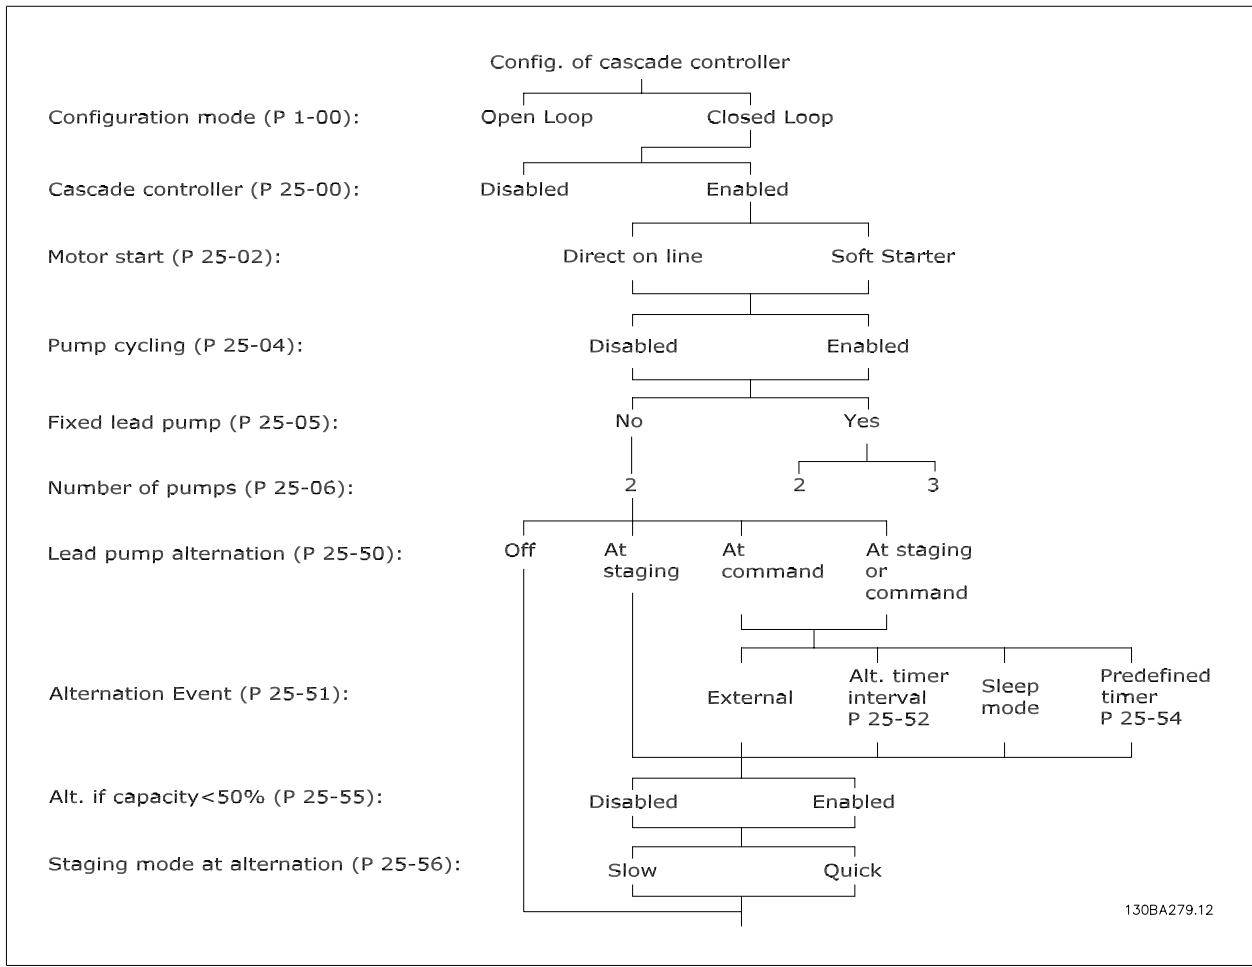 Config. of cascade controller
Configuration mode (P 1-00): Open Loop Closed Loop
Cascade controller (P 25-00): Disabled Enabled
Motor start (P 25-02): Direct on line Soft Starter
Pump cycling (P 25-04): Disabled Enabled
Fixed lead pump (P 25-05): No Yes
Number of pumps (P 25-06): 2 2 3
Lead pump alternation (P 25-50): Off
At
staging
At
command
At staging
or
command
Alternation Event (P 25-51):
External
Alt. timer
interval
P 25-52
Sleep
mode
Predefined
timer
P 25-54
Alt. if capacity<50% (P 25-55): Disabled Enabled
Staging mode at alternation (P 25-56): Slow Quick
130BA279.12